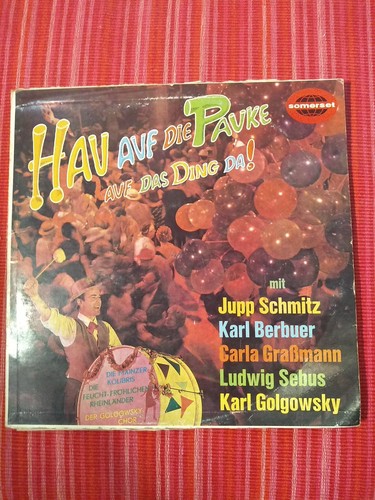 somerset
HAU AUF DIE PAUKE
AUF DAS DING DA!
mit
Jupp Schmitz
Karl Berbuer
Carla Graßmann
Ludwig Sebus
Karl Golgowsky
DIE MAINZER
KOLIBRIS
DIE
FEUCHT-FRÖHLICHEN
RHEINLÄNDER
DER GOLGOWSKY
CHOR